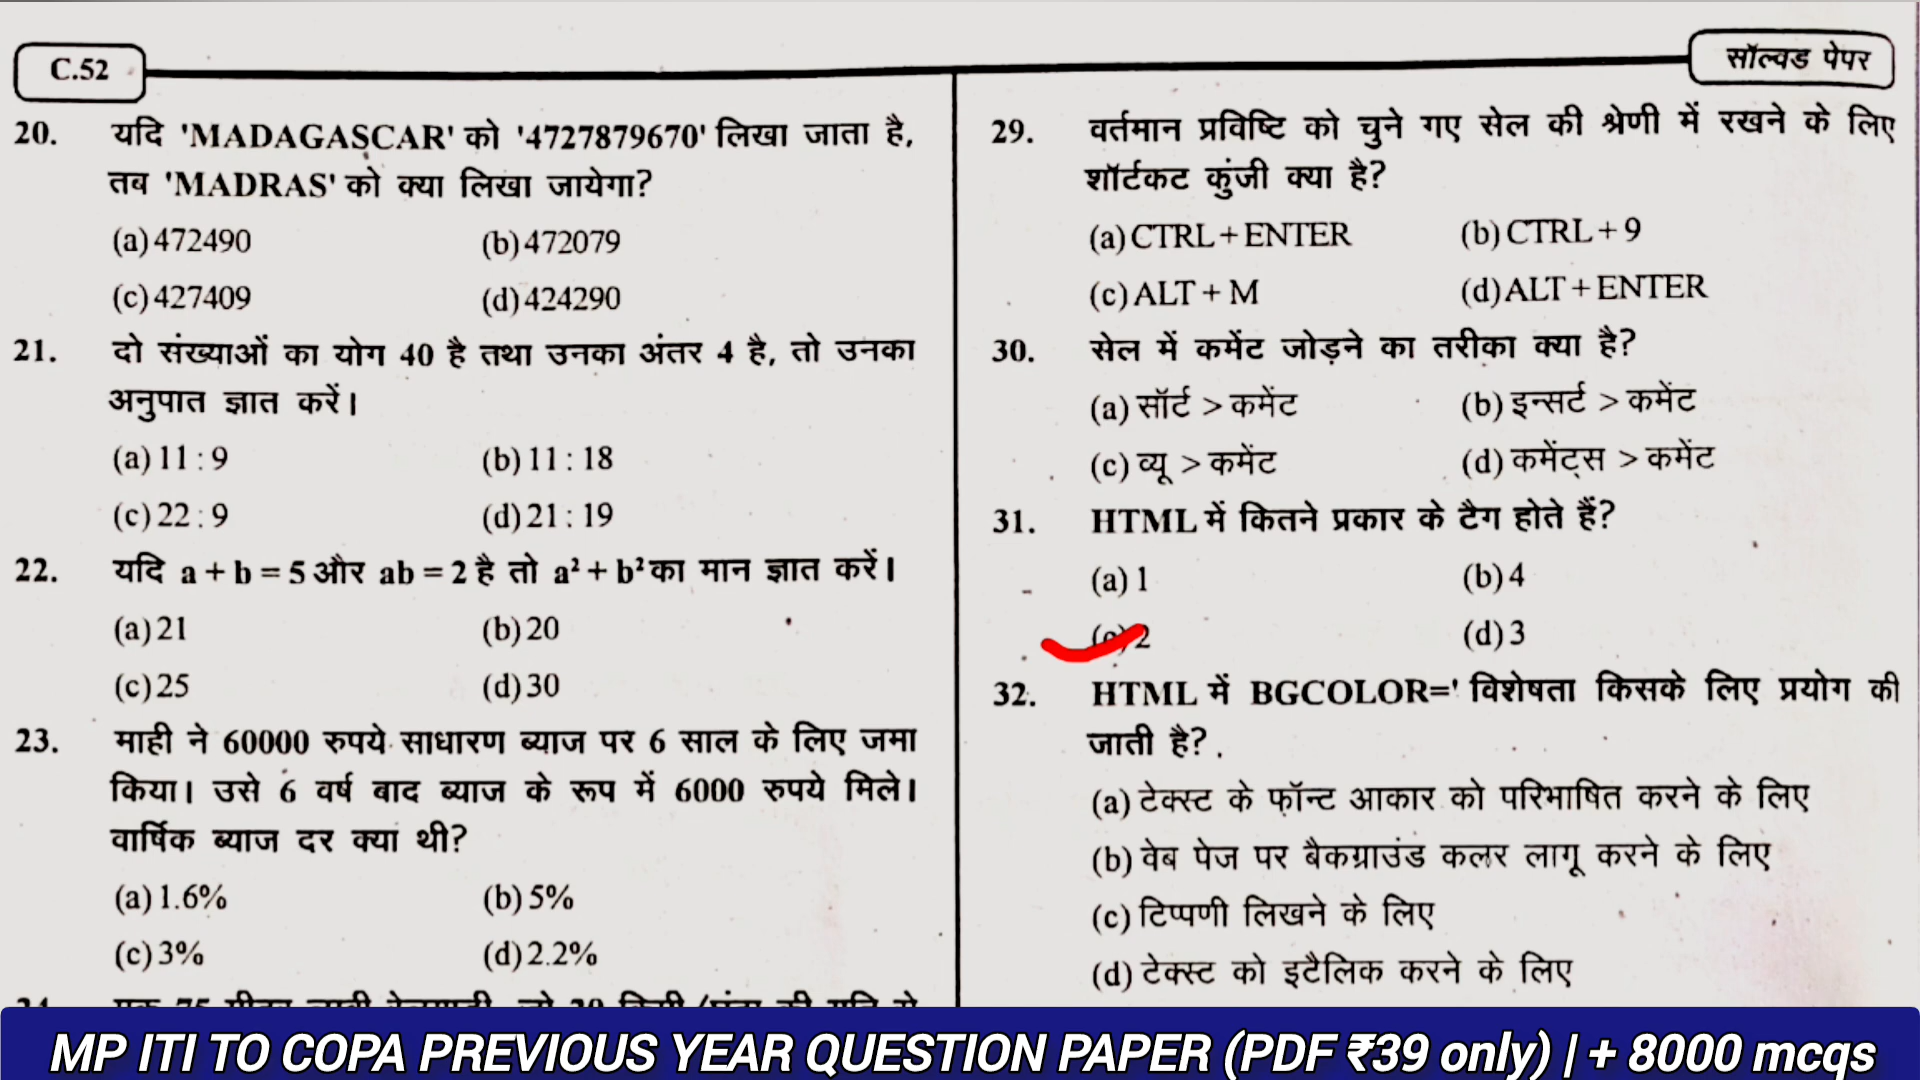 C.52
सॉल्वड पेपर
20. यदि 'MADAGASCAR' को '4727879670' लिखा जाता है,
तब 'MADRAS' को क्या लिखा जायेगा?
(a) 472490 (b) 472079
(c) 427409 (d) 424290
21. दो संख्याओं का योग 40 है तथा उनका अंतर 4 है, तो उनका
अनुपात ज्ञात करें।
(a) 11 : 9 (b) 11 : 18
(c) 22 : 9 (d) 21 : 19
22. यदि a + b = 5 और ab = 2 है तो a² + b² का मान ज्ञात करें।
(a) 21 (b) 20
(c) 25 (d) 30
23. माही ने 60000 रुपये साधारण ब्याज पर 6 साल के लिए जमा
किया। उसे 6 वर्ष बाद ब्याज के रूप में 6000 रुपये मिले।
वार्षिक ब्याज दर क्या थी?
(a) 1.6% (b) 5%
(c) 3% (d) 2.2%
29. वर्तमान प्रविष्टि को चुने गए सेल की श्रेणी में रखने के लिए
शॉर्टकट कुंजी क्या है?
(a) CTRL + ENTER (b) CTRL + 9
(c) ALT + M (d) ALT + ENTER
30. सेल में कमेंट जोड़ने का तरीका क्या है?
(a) सॉर्ट > कमेंट (b) इन्सर्ट > कमेंट
(c) व्यू > कमेंट (d) कमेंट्स > कमेंट
31. HTML में कितने प्रकार के टैग होते हैं?
(a) 1 (b) 4
(c) 2 (d) 3
32. HTML में BGCOLOR=' विशेषता किसके लिए प्रयोग की
जाती है?
(a) टेक्स्ट के फ़ॉन्ट आकार को परिभाषित करने के लिए
(b) वेब पेज पर बैकग्राउंड कलर लागू करने के लिए
(c) टिप्पणी लिखने के लिए
(d) टेक्स्ट को इटैलिक करने के लिए
MP ITI TO COPA PREVIOUS YEAR QUESTION PAPER (PDF ₹39 only) | + 8000 mcqs